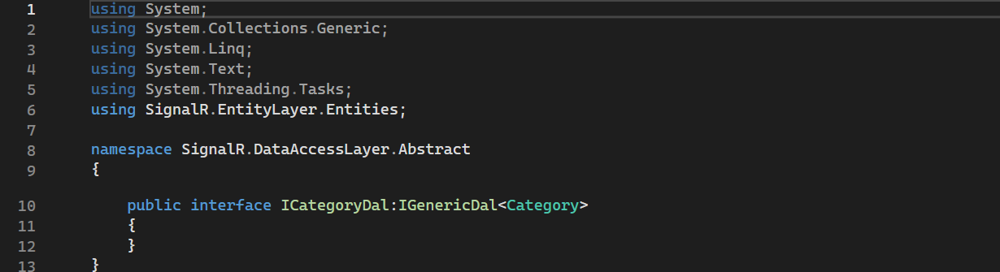 1 using System;
2 using System.Collections.Generic;
3 using System.Linq;
4 using System.Text;
5 using System.Threading.Tasks;
6 using SignalR.EntityLayer.Entities;
7
8 namespace SignalR.DataAccessLayer.Abstract
9 {
10 public interface ICategoryDal:IGenericDal<Category>
11 {
12 }
13 }